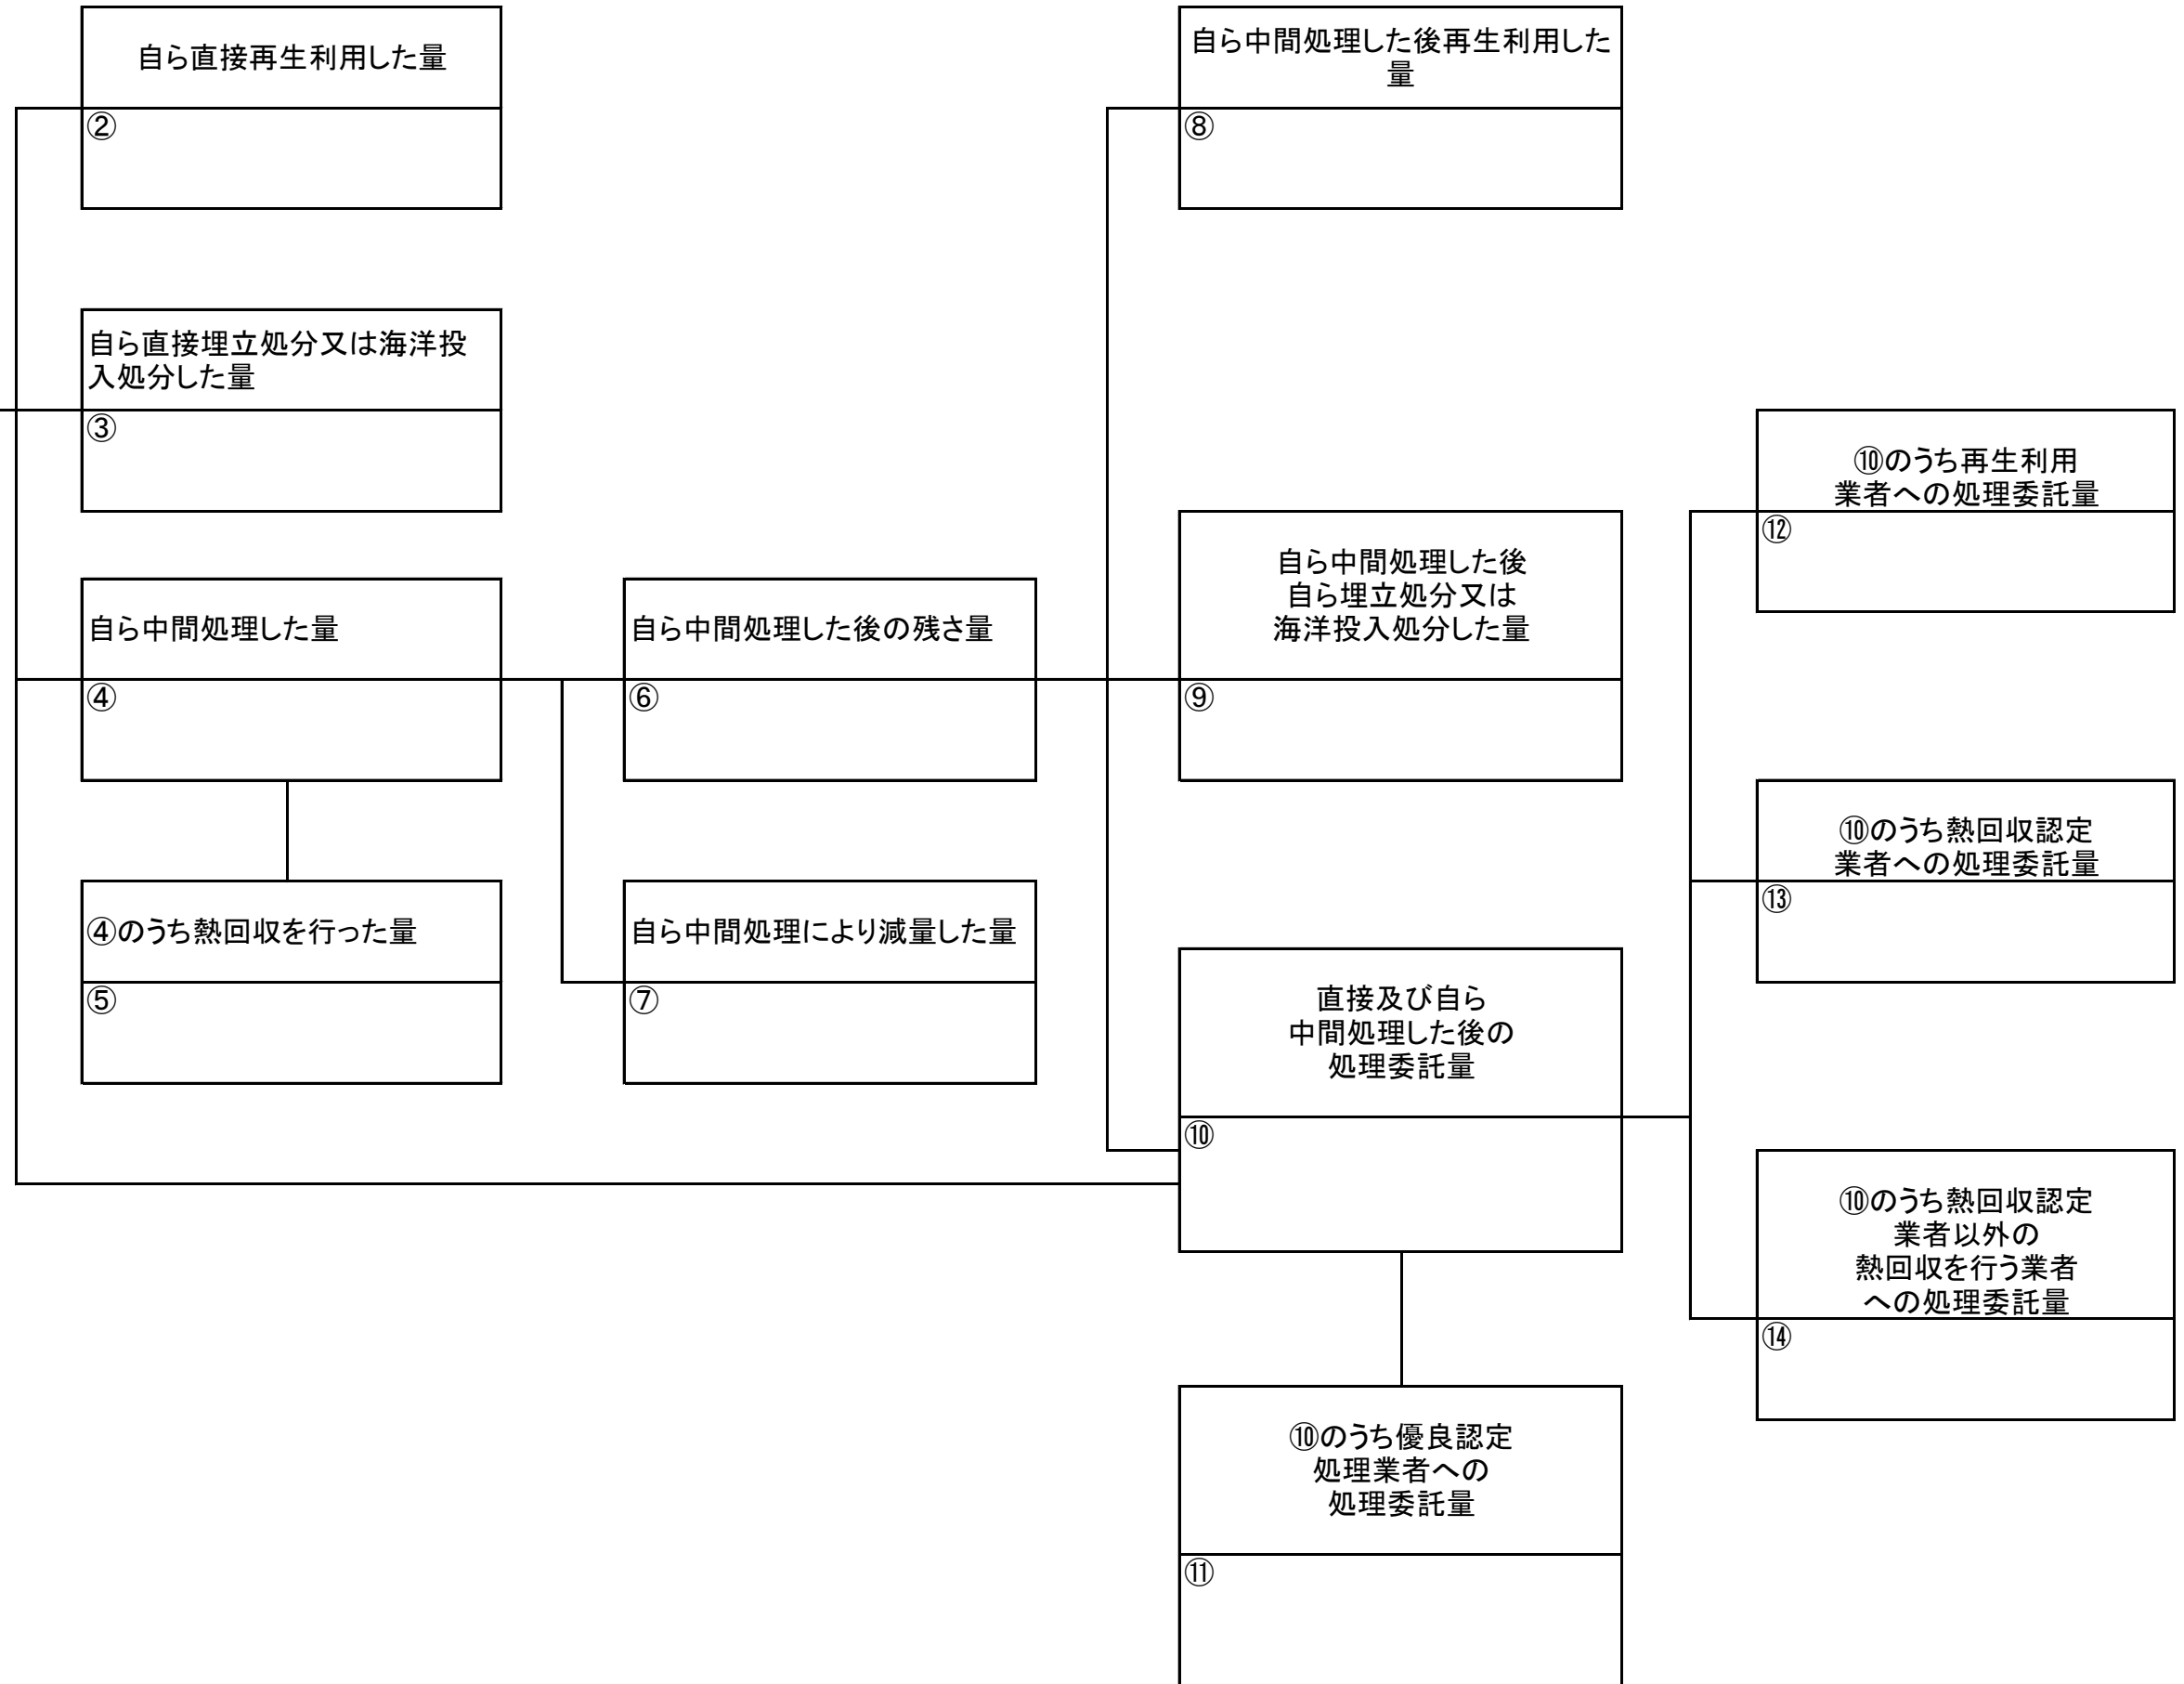 自ら直接再生利用した量
②
自ら中間処理した後再生利用した
量
⑧
自ら直接埋立処分又は海洋投
入処分した量
③
⑩のうち再生利用
業者への処理委託量
⑫
自ら中間処理した量
④
自ら中間処理した後の残さ量
⑥
自ら中間処理した後
自ら埋立処分又は
海洋投入処分した量
⑨
⑩のうち熱回収認定
業者への処理委託量
⑬
④のうち熱回収を行った量
⑤
自ら中間処理により減量した量
⑦
直接及び自ら
中間処理した後の
処理委託量
⑩
⑩のうち熱回収認定
業者以外の
熱回収を行う業者
への処理委託量
⑭
⑩のうち優良認定
処理業者への
処理委託量
⑪